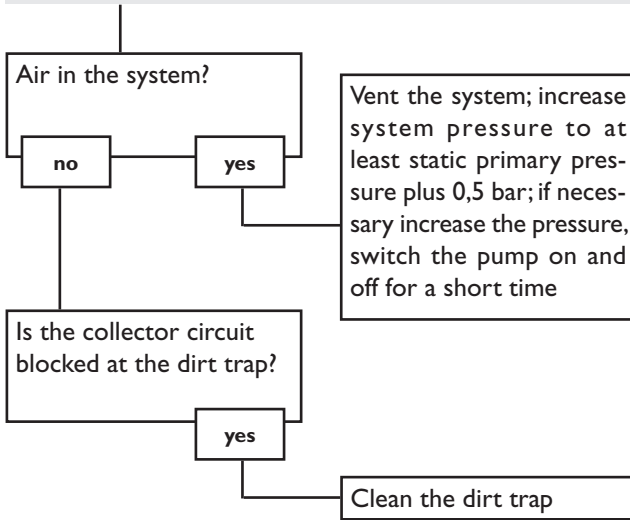 Air in the system?
no
yes
Vent the system; increase
system pressure to at
least static primary pres-
sure plus 0,5 bar; if neces-
sary increase the pressure,
switch the pump on and
off for a short time
Is the collector circuit
blocked at the dirt trap?
yes
Clean the dirt trap